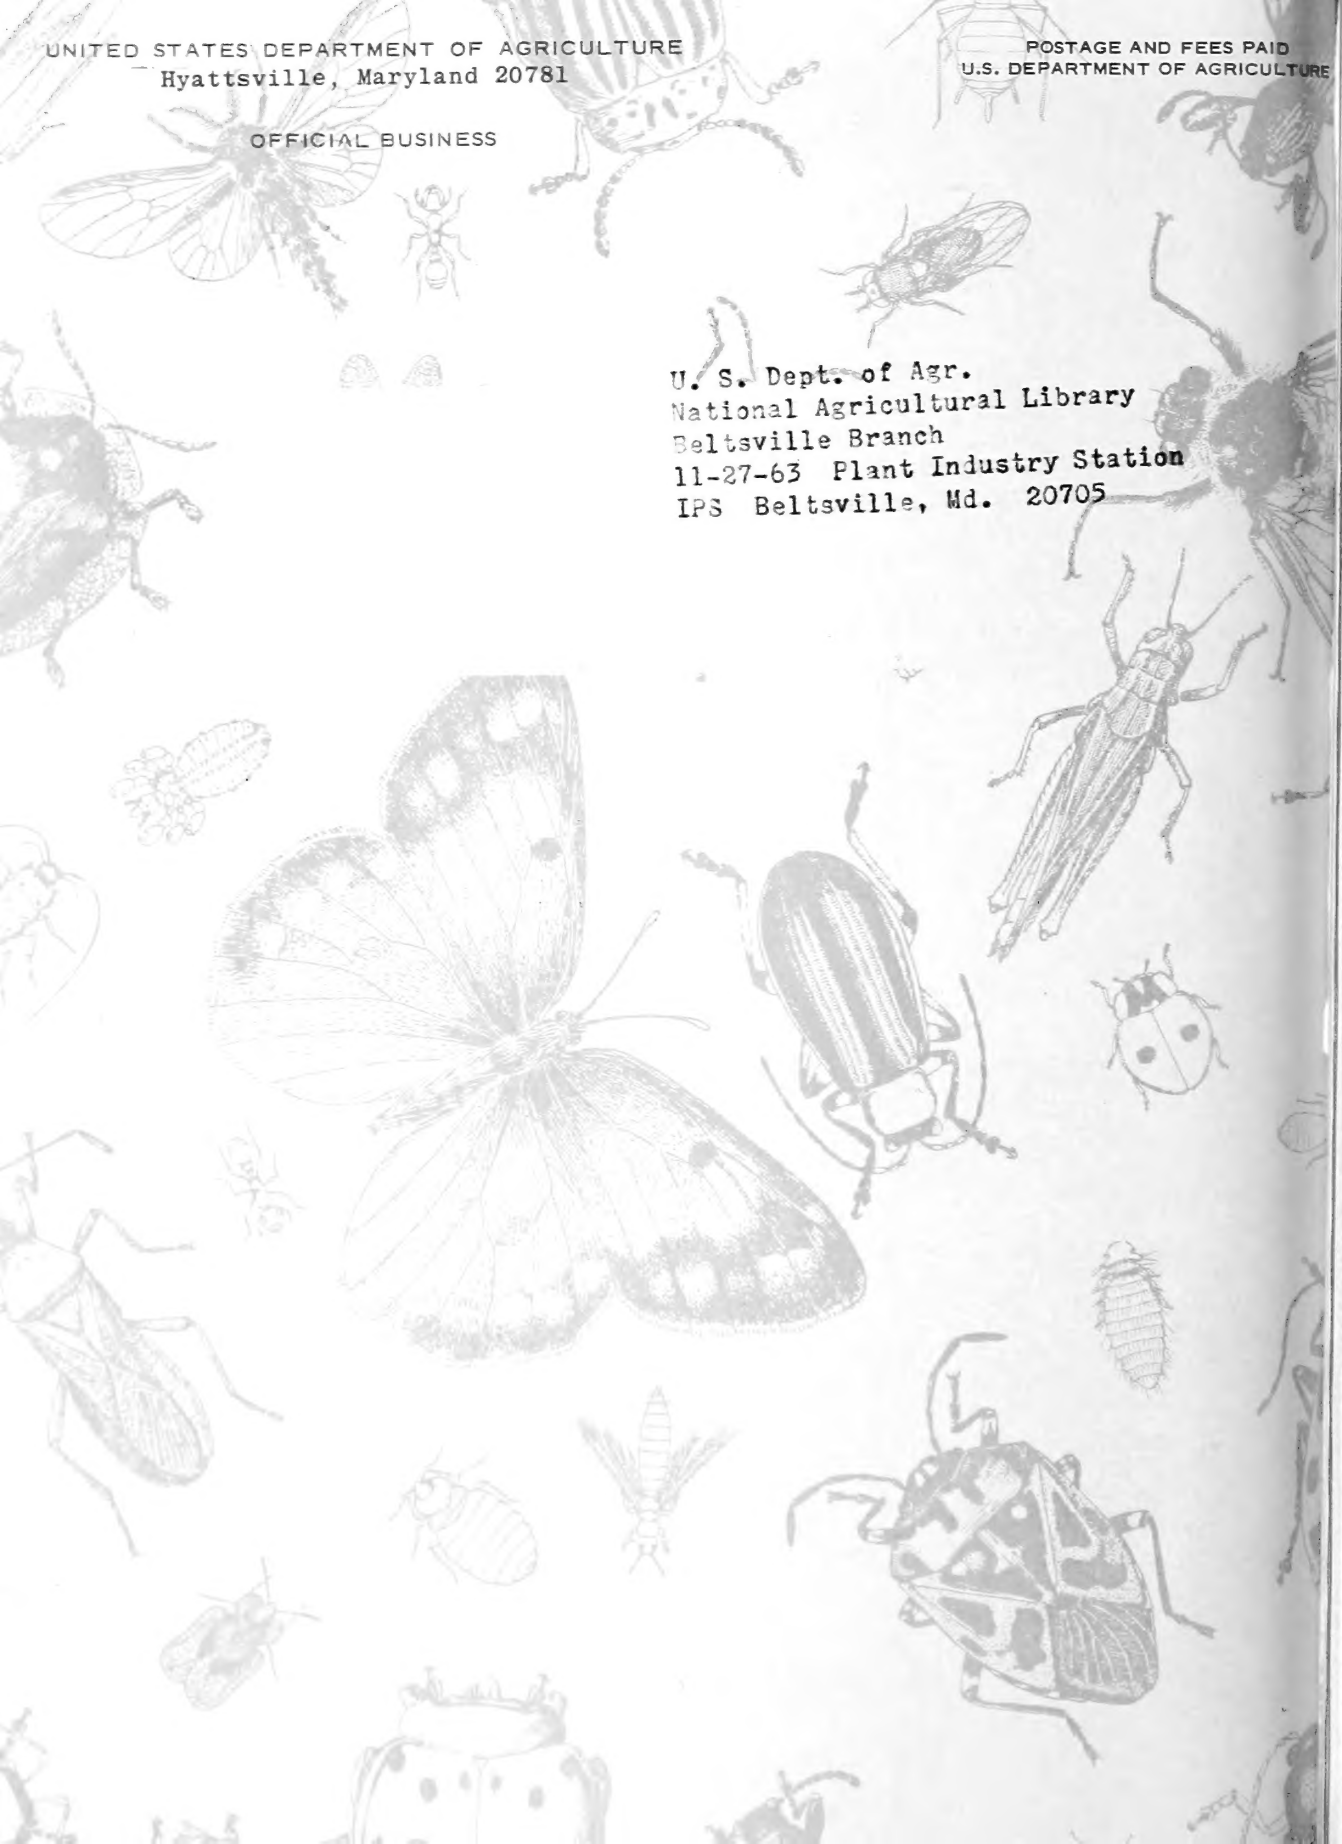 UNITED STATES DEPARTMENT OF AGRICULTURE
Hyattsville, Maryland 20781
OFFICIAL BUSINESS
POSTAGE AND FEES PAID
U.S. DEPARTMENT OF AGRICULTURE
U. S. Dept. of Agr.
National Agricultural Library
Beltsville Branch
11-27-63 Plant Industry Station
IPS Beltsville, Md. 20705